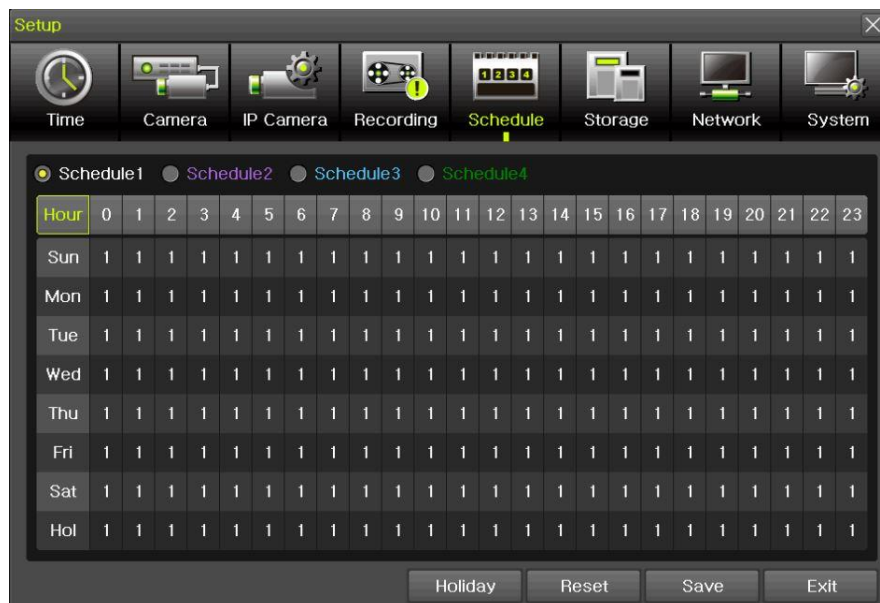 Setup
Time Camera IP Camera Recording 1 2 3 4 Schedule Storage Network System
Schedule1 Schedule2 Schedule3 Schedule4
Hour 0 1 2 3 4 5 6 7 8 9 10 11 12 13 14 15 16 17 18 19 20 21 22 23
Sun 1 1 1 1 1 1 1 1 1 1 1 1 1 1 1 1 1 1 1 1 1 1 1 1
Mon 1 1 1 1 1 1 1 1 1 1 1 1 1 1 1 1 1 1 1 1 1 1 1 1
Tue 1 1 1 1 1 1 1 1 1 1 1 1 1 1 1 1 1 1 1 1 1 1 1 1
Wed 1 1 1 1 1 1 1 1 1 1 1 1 1 1 1 1 1 1 1 1 1 1 1 1
Thu 1 1 1 1 1 1 1 1 1 1 1 1 1 1 1 1 1 1 1 1 1 1 1 1
Fri 1 1 1 1 1 1 1 1 1 1 1 1 1 1 1 1 1 1 1 1 1 1 1 1
Sat 1 1 1 1 1 1 1 1 1 1 1 1 1 1 1 1 1 1 1 1 1 1 1 1
Hol 1 1 1 1 1 1 1 1 1 1 1 1 1 1 1 1 1 1 1 1 1 1 1 1
Holiday Reset Save Exit